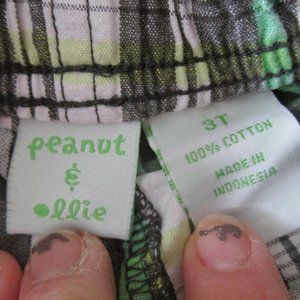 peanut
&
ollie
3T
100% COTTON
MADE IN
INDONESIA